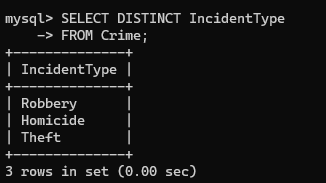 mysql> SELECT DISTINCT IncidentType
    -> FROM Crime;
+--------------+
| IncidentType |
+--------------+
| Robbery      |
| Homicide     |
| Theft        |
+--------------+
3 rows in set (0.00 sec)